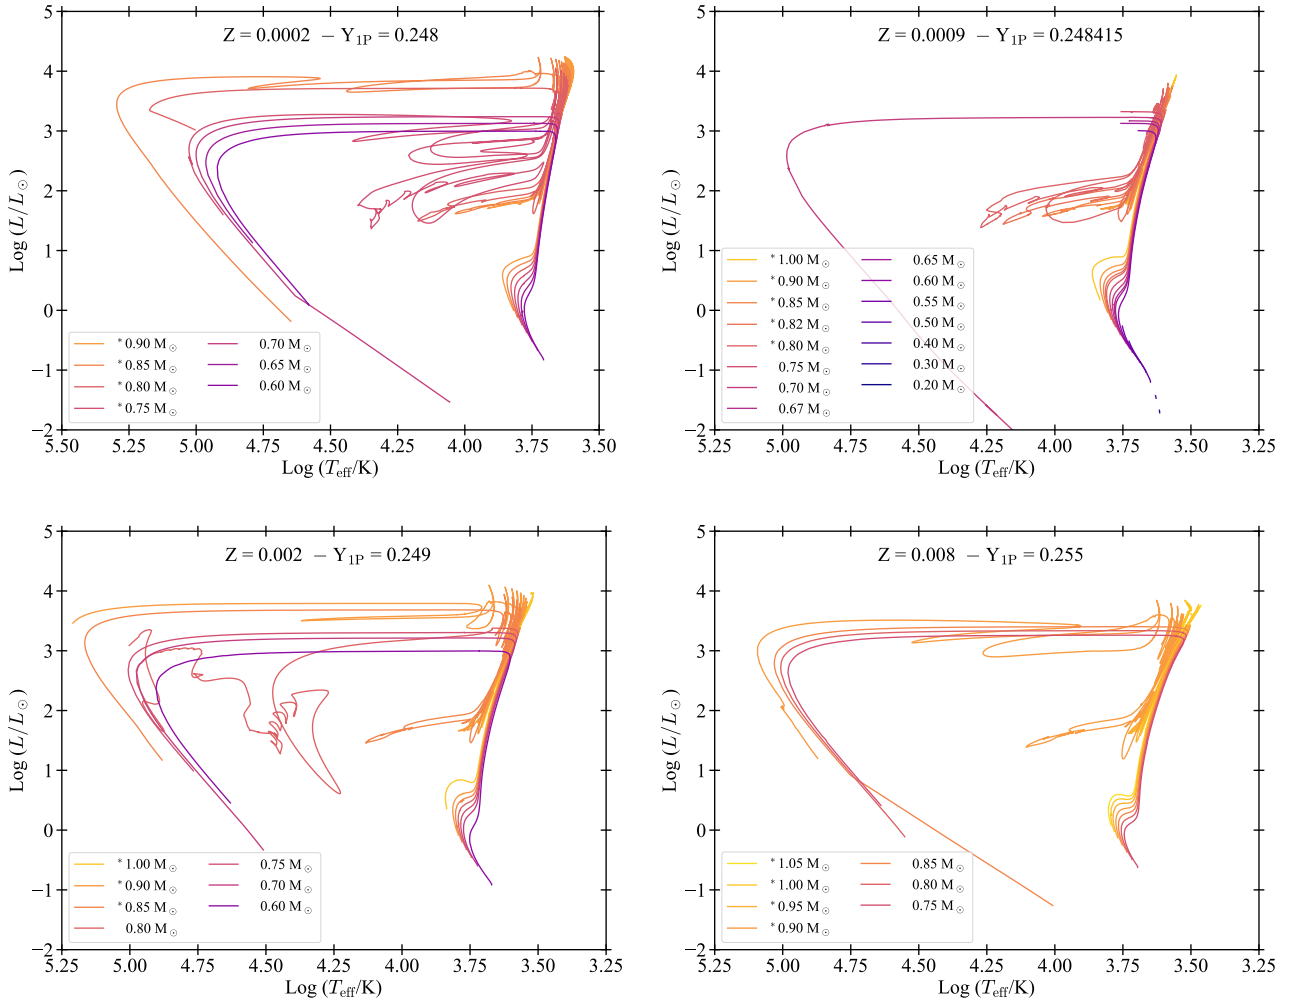 Z = 0.0002 − Y1P = 0.248
5
4
3
2
1
0
−1
−2
Log (L/L☉)
* 0.90 M☉
* 0.85 M☉
* 0.80 M☉
* 0.75 M☉
0.70 M☉
0.65 M☉
0.60 M☉
5.50 5.25 5.00 4.75 4.50 4.25 4.00 3.75 3.50
Log (Teff/K)
Z = 0.0009 − Y1P = 0.248415
5
4
3
2
1
0
−1
−2
Log (L/L☉)
* 1.00 M☉
* 0.90 M☉
* 0.85 M☉
* 0.82 M☉
* 0.80 M☉
0.75 M☉
0.70 M☉
0.67 M☉
0.65 M☉
0.60 M☉
0.55 M☉
0.50 M☉
0.40 M☉
0.30 M☉
0.20 M☉
5.25 5.00 4.75 4.50 4.25 4.00 3.75 3.50 3.25
Log (Teff/K)
Z = 0.002 − Y1P = 0.249
5
4
3
2
1
0
−1
−2
Log (L/L☉)
* 1.00 M☉
* 0.90 M☉
* 0.85 M☉
0.80 M☉
0.75 M☉
0.70 M☉
0.60 M☉
5.25 5.00 4.75 4.50 4.25 4.00 3.75 3.50 3.25
Log (Teff/K)
Z = 0.008 − Y1P = 0.255
5
4
3
2
1
0
−1
−2
Log (L/L☉)
* 1.05 M☉
* 1.00 M☉
* 0.95 M☉
* 0.90 M☉
0.85 M☉
0.80 M☉
0.75 M☉
5.25 5.00 4.75 4.50 4.25 4.00 3.75 3.50 3.25
Log (Teff/K)